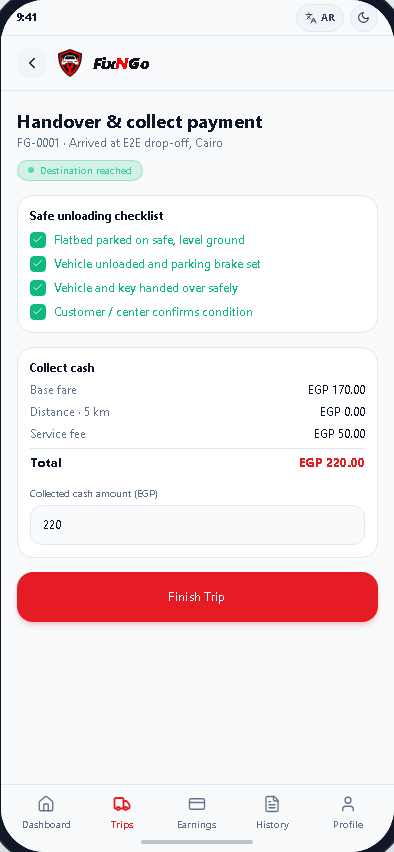 9:41
AR
FixNGo
Handover & collect payment
FG-0001 · Arrived at E2E drop-off, Cairo
Destination reached
Safe unloading checklist
Flatbed parked on safe, level ground
Vehicle unloaded and parking brake set
Vehicle and key handed over safely
Customer / center confirms condition
Collect cash
Base fare EGP 170.00
Distance · 5 km EGP 0.00
Service fee EGP 50.00
Total EGP 220.00
Collected cash amount (EGP)
220
Finish Trip
Dashboard Trips Earnings History Profile